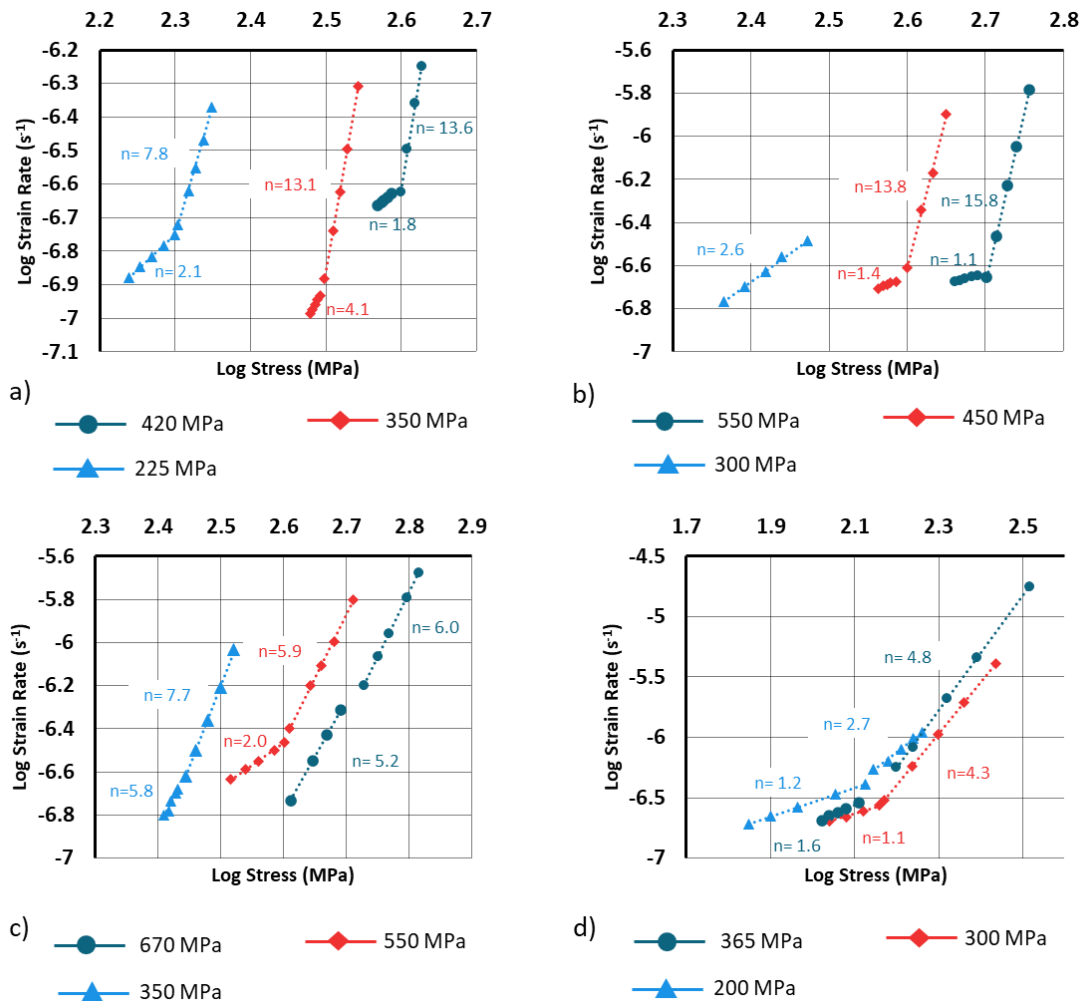 2.2 2.3 2.4 2.5 2.6 2.7
-6.2
-6.3
-6.4
-6.5
-6.6
-6.7
-6.8
-6.9
-7
-7.1
Log Strain Rate (s-1)
n= 7.8
n= 2.1
n=13.1
n=4.1
n= 13.6
n= 1.8
Log Stress (MPa)
a)
420 MPa
350 MPa
225 MPa
2.3 2.4 2.5 2.6 2.7 2.8
-5.6
-5.8
-6
-6.2
-6.4
-6.6
-6.8
-7
Log Strain Rate (s-1)
n= 2.6
n=13.8
n=1.4
n= 15.8
n= 1.1
Log Stress (MPa)
b)
550 MPa
450 MPa
300 MPa
2.3 2.4 2.5 2.6 2.7 2.8 2.9
-5.6
-5.8
-6
-6.2
-6.4
-6.6
-6.8
-7
Log Strain Rate (s-1)
n= 7.7
n=5.8
n=5.9
n=2.0
n= 6.0
n= 5.2
Log Stress (MPa)
c)
670 MPa
550 MPa
350 MPa
1.7 1.9 2.1 2.3 2.5
-4.5
-5
-5.5
-6
-6.5
-7
Log Strain Rate (s-1)
n= 4.8
n= 2.7
n= 1.2
n=4.3
n= 1.6
n=1.1
Log Stress (MPa)
d)
365 MPa
300 MPa
200 MPa